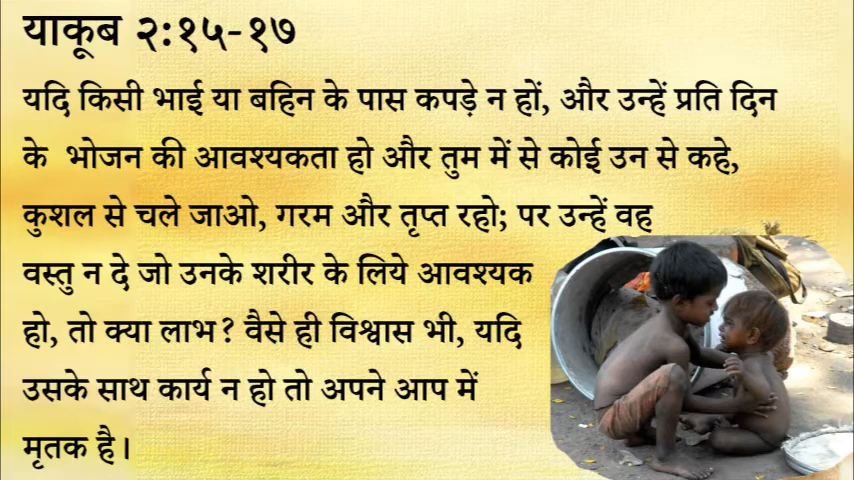 याकूब २:१५-१७
यदि किसी भाई या बहिन के पास कपड़े न हों, और उन्हें प्रति दिन
के भोजन की आवश्यकता हो और तुम में से कोई उन से कहे,
कुशल से चले जाओ, गरम और तृप्त रहो; पर उन्हें वह
वस्तु न दे जो उनके शरीर के लिये आवश्यक
हो, तो क्या लाभ? वैसे ही विश्वास भी, यदि
उसके साथ कार्य न हो तो अपने आप में
मृतक है।